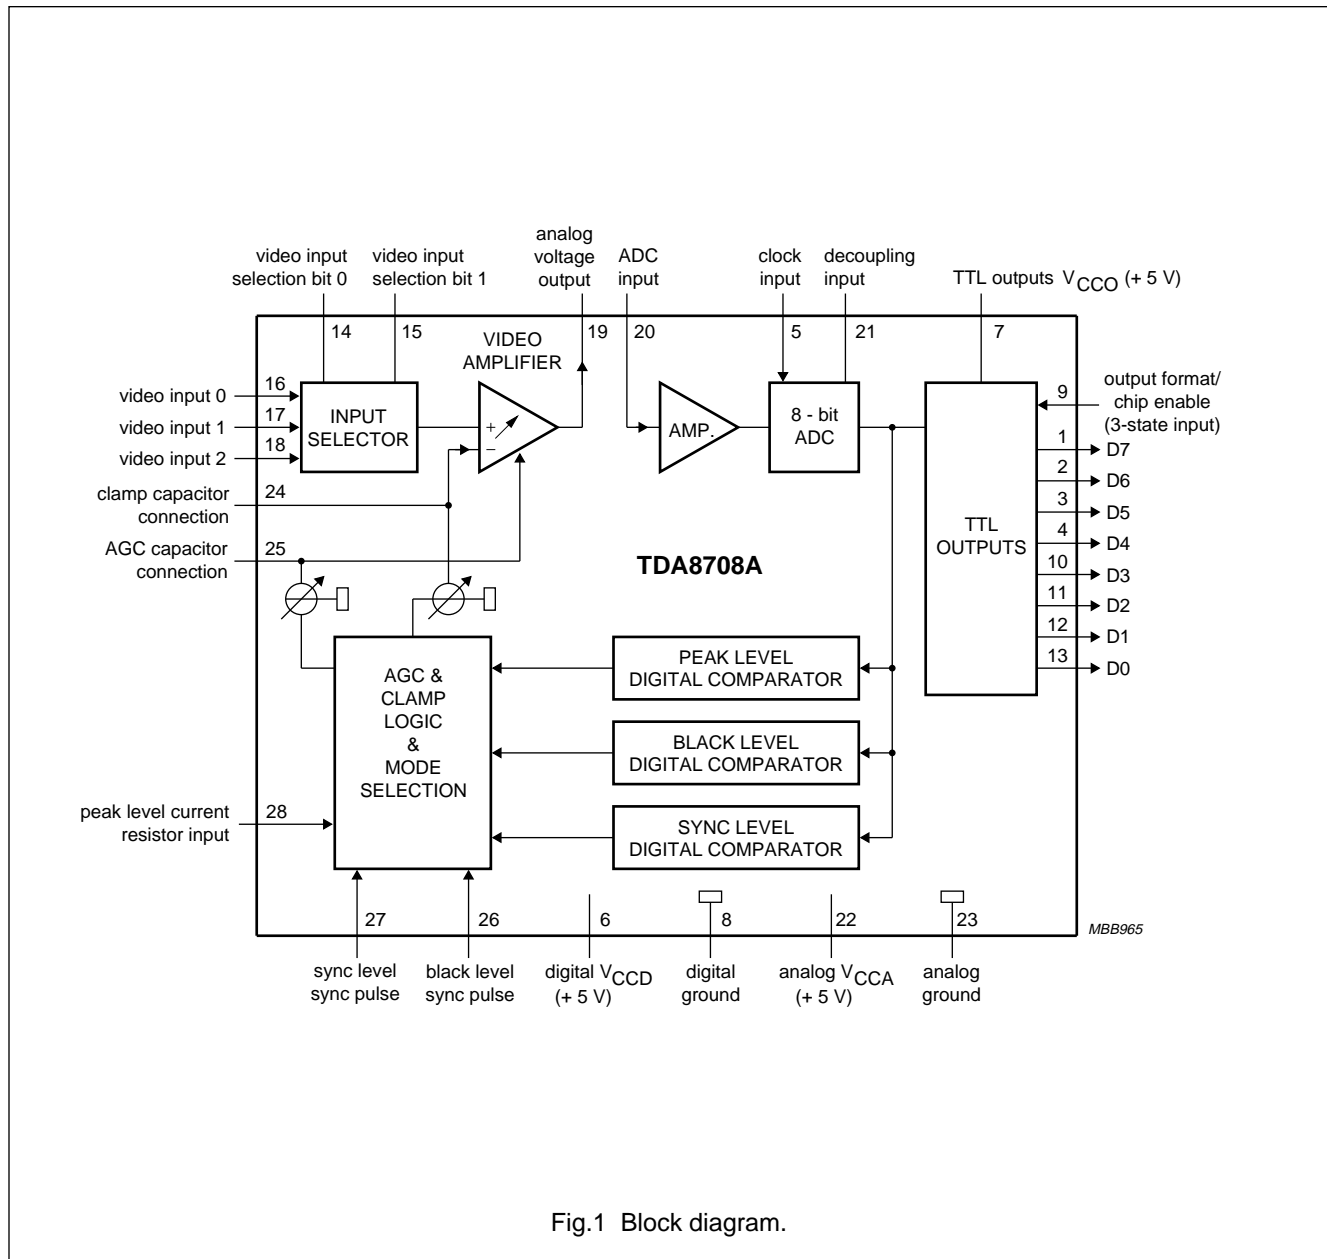 video input
selection bit 0
video input
selection bit 1
analog
voltage
output
ADC
input
clock
input
decoupling
input
TTL outputs VCCO (+ 5 V)
14
15
19
20
5
21
7
VIDEO
AMPLIFIER
video input 0
16
video input 1
17
video input 2
18
INPUT
SELECTOR
+
−
AMP.
8 - bit
ADC
9
output format/
chip enable
(3-state input)
1
D7
2
D6
3
D5
4
D4
10
D3
11
D2
12
D1
13
D0
TTL
OUTPUTS
clamp capacitor
connection
24
AGC capacitor
connection
25
TDA8708A
AGC &
CLAMP
LOGIC
&
MODE
SELECTION
PEAK LEVEL
DIGITAL COMPARATOR
BLACK LEVEL
DIGITAL COMPARATOR
SYNC LEVEL
DIGITAL COMPARATOR
peak level current
resistor input
28
27
26
6
8
22
23
MBB965
sync level
sync pulse
black level
sync pulse
digital VCCD
(+ 5 V)
digital
ground
analog VCCA
(+ 5 V)
analog
ground
Fig.1 Block diagram.